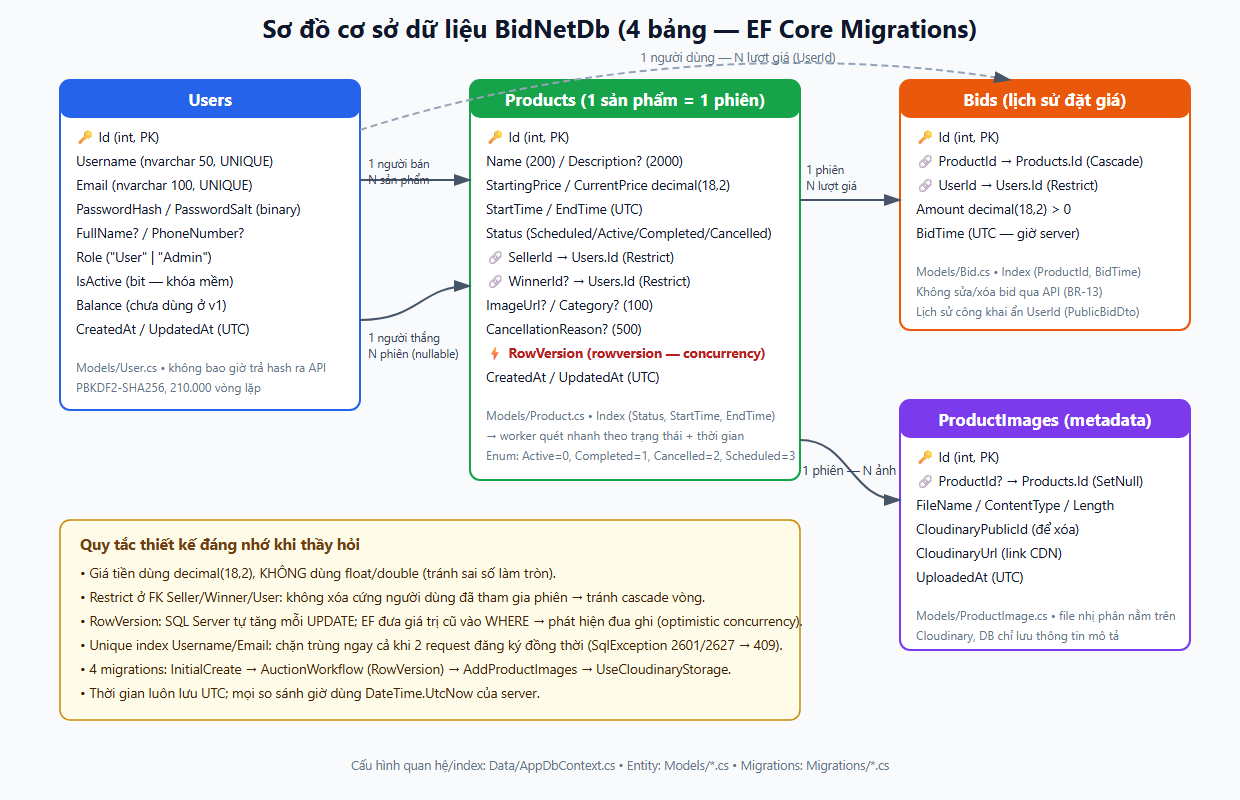 Sơ đồ cơ sở dữ liệu BidNetDb (4 bảng — EF Core Migrations)
1 người dùng — N lượt giá (UserId)
Users
🔑 Id (int, PK)
Username (nvarchar 50, UNIQUE)
Email (nvarchar 100, UNIQUE)
PasswordHash / PasswordSalt (binary)
FullName? / PhoneNumber?
Role ("User" | "Admin")
IsActive (bit — khóa mềm)
Balance (chưa dùng ở v1)
CreatedAt / UpdatedAt (UTC)
Models/User.cs • không bao giờ trả hash ra API
PBKDF2-SHA256, 210.000 vòng lặp
1 người bán
N sản phẩm
1 người thắng
N phiên (nullable)
Products (1 sản phẩm = 1 phiên)
🔑 Id (int, PK)
Name (200) / Description? (2000)
StartingPrice / CurrentPrice decimal(18,2)
StartTime / EndTime (UTC)
Status (Scheduled/Active/Completed/Cancelled)
🔗 SellerId → Users.Id (Restrict)
🔗 WinnerId? → Users.Id (Restrict)
ImageUrl? / Category? (100)
CancellationReason? (500)
⚡ RowVersion (rowversion — concurrency)
CreatedAt / UpdatedAt (UTC)
Models/Product.cs • Index (Status, StartTime, EndTime)
→ worker quét nhanh theo trạng thái + thời gian
Enum: Active=0, Completed=1, Cancelled=2, Scheduled=3
1 phiên
N lượt giá
1 phiên — N ảnh
Bids (lịch sử đặt giá)
🔑 Id (int, PK)
🔗 ProductId → Products.Id (Cascade)
🔗 UserId → Users.Id (Restrict)
Amount decimal(18,2) > 0
BidTime (UTC — giờ server)
Models/Bid.cs • Index (ProductId, BidTime)
Không sửa/xóa bid qua API (BR-13)
Lịch sử công khai ẩn UserId (PublicBidDto)
ProductImages (metadata)
🔑 Id (int, PK)
🔗 ProductId? → Products.Id (SetNull)
FileName / ContentType / Length
CloudinaryPublicId (để xóa)
CloudinaryUrl (link CDN)
UploadedAt (UTC)
Models/ProductImage.cs • file nhị phân nằm trên
Cloudinary, DB chỉ lưu thông tin mô tả
Quy tắc thiết kế đáng nhớ khi thầy hỏi
• Giá tiền dùng decimal(18,2), KHÔNG dùng float/double (tránh sai số làm tròn).
• Restrict ở FK Seller/Winner/User: không xóa cứng người dùng đã tham gia phiên → tránh cascade vòng.
• RowVersion: SQL Server tự tăng mỗi UPDATE; EF đưa giá trị cũ vào WHERE → phát hiện đua ghi (optimistic concurrency).
• Unique index Username/Email: chặn trùng ngay cả khi 2 request đăng ký đồng thời (SqlException 2601/2627 → 409).
• 4 migrations: InitialCreate → AuctionWorkflow (RowVersion) → AddProductImages → UseCloudinaryStorage.
• Thời gian luôn lưu UTC; mọi so sánh giờ dùng DateTime.UtcNow của server.
Cấu hình quan hệ/index: Data/AppDbContext.cs • Entity: Models/*.cs • Migrations: Migrations/*.cs